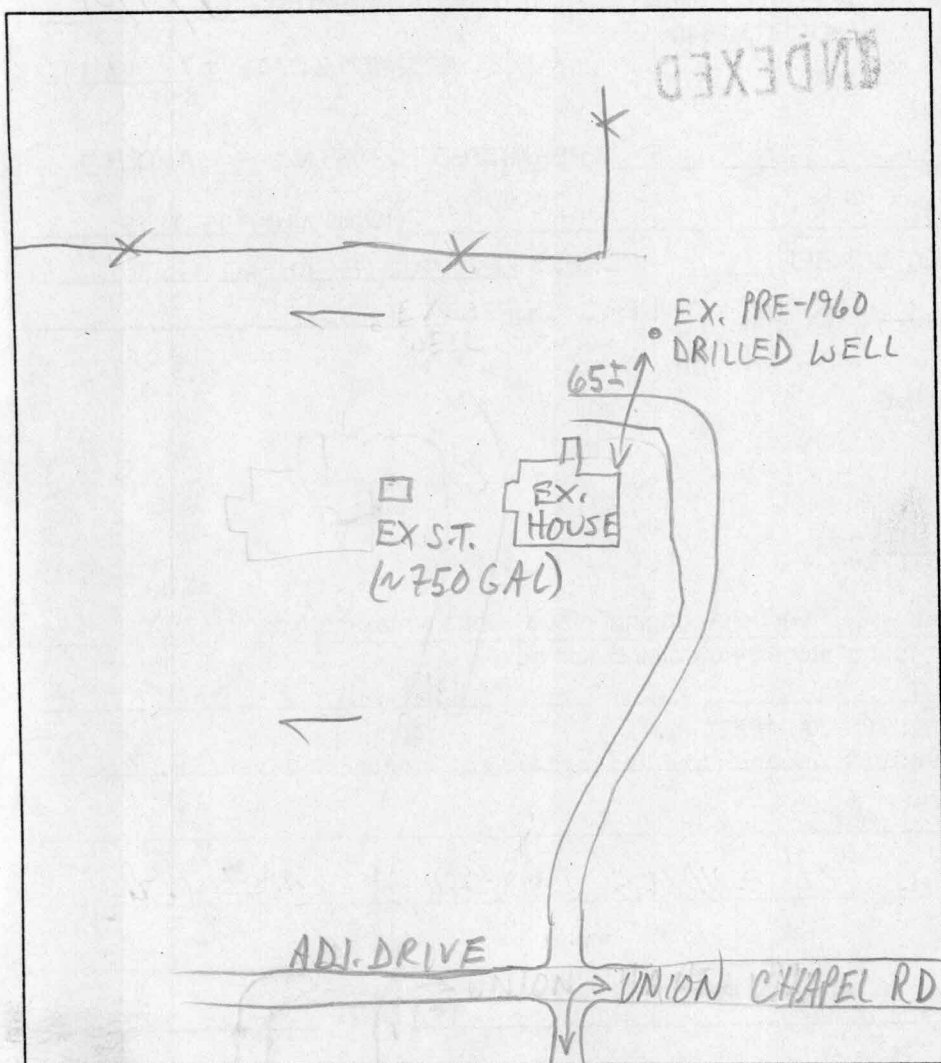 INDEXED
EX. PRE-1960
DRILLED WELL
65±
EX.
HOUSE
EX S.T.
(~750 GAL)
ADJ. DRIVE
UNION CHAPEL RD